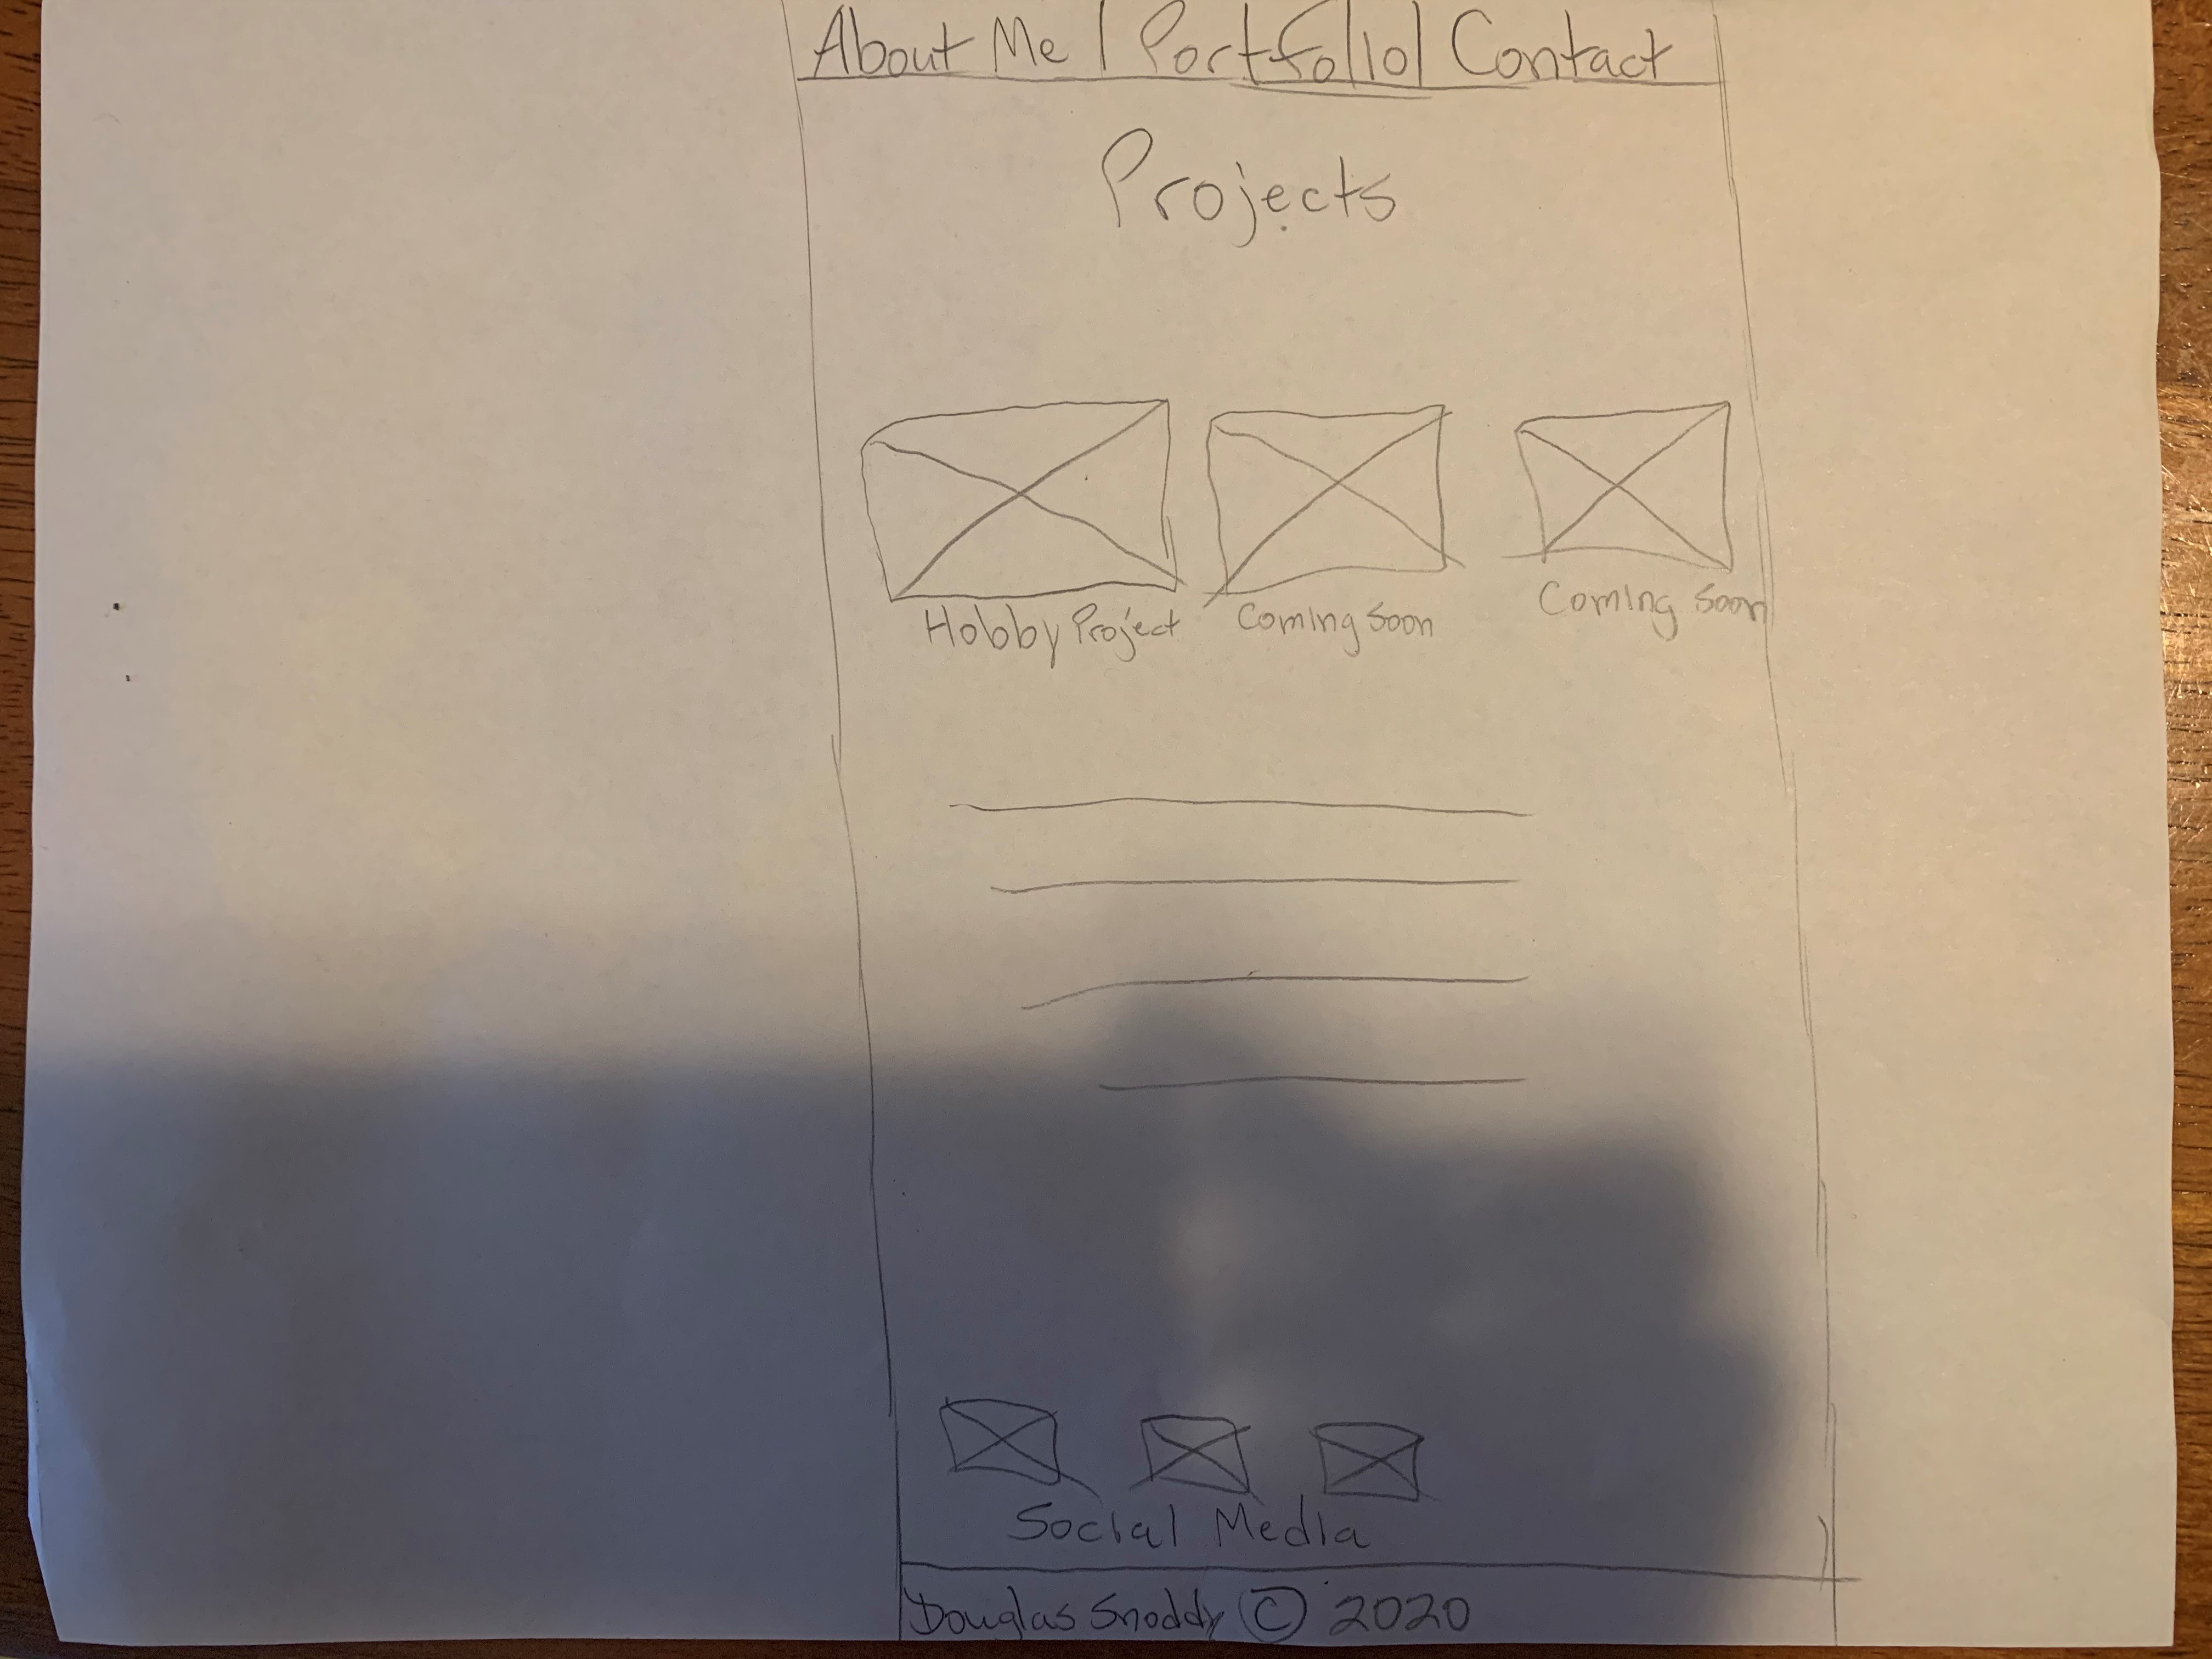 About Me | Portfolio | Contact
Projects
Hobby Project
Coming Soon
Coming Soon
Social Media
Douglas Snoddy © 2020